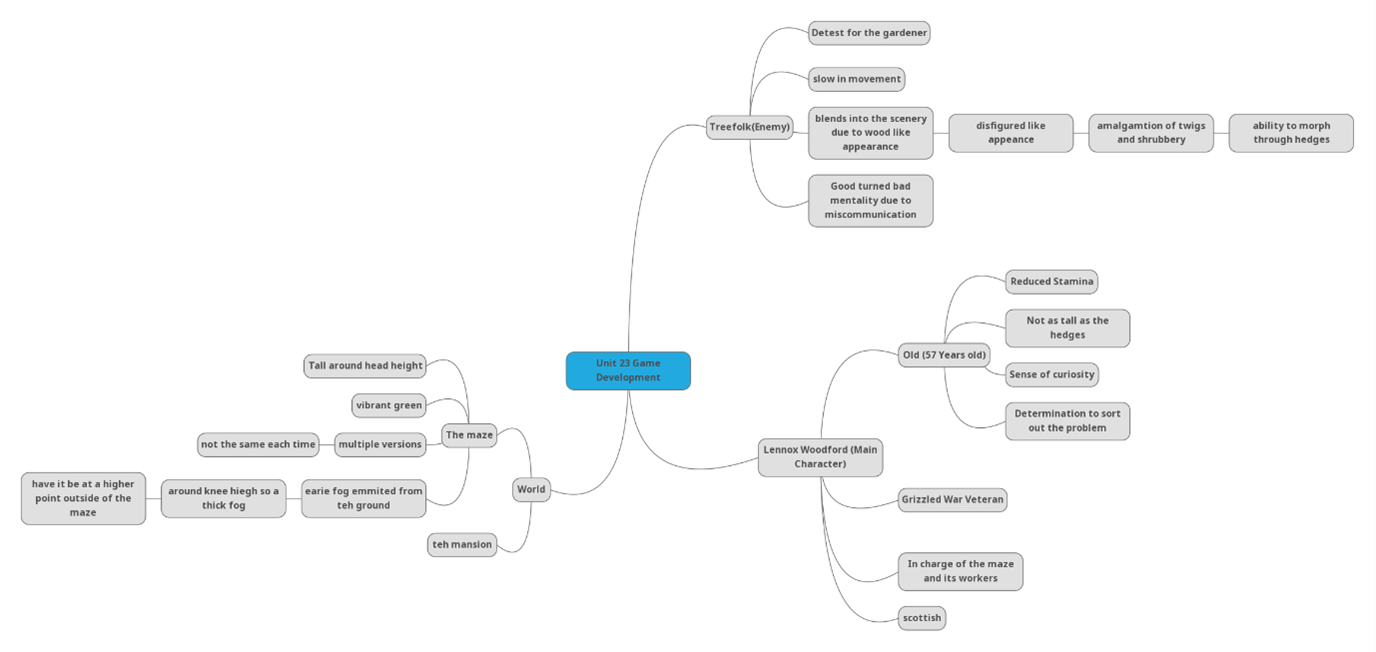 Unit 23 Game
Development
Treefolk(Enemy)
Detest for the gardener
slow in movement
blends into the scenery
due to wood like
appearance
disfigured like
appeance
amalgamtion of twigs
and shrubbery
ability to morph
through hedges
Good turned bad
mentality due to
miscommunication
Lennox Woodford (Main
Character)
Old (57 Years old)
Reduced Stamina
Not as tall as the
hedges
Sense of curiosity
Determination to sort
out the problem
Grizzled War Veteran
In charge of the maze
and its workers
scottish
World
The maze
Tall around head height
vibrant green
multiple versions
not the same each time
earie fog emmited from
teh ground
around knee hiegh so a
thick fog
have it be at a higher
point outside of the
maze
teh mansion